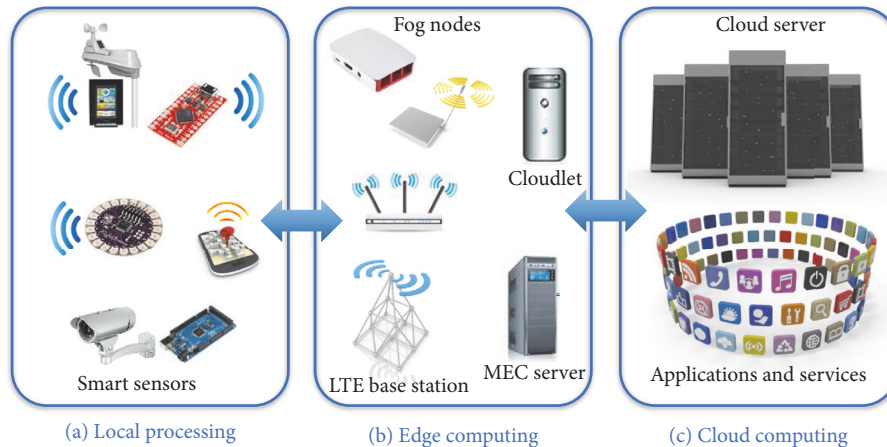 Fog nodes
Cloud server
Cloudlet
Smart sensors
LTE base station
MEC server
Applications and services
(a) Local processing
(b) Edge computing
(c) Cloud computing